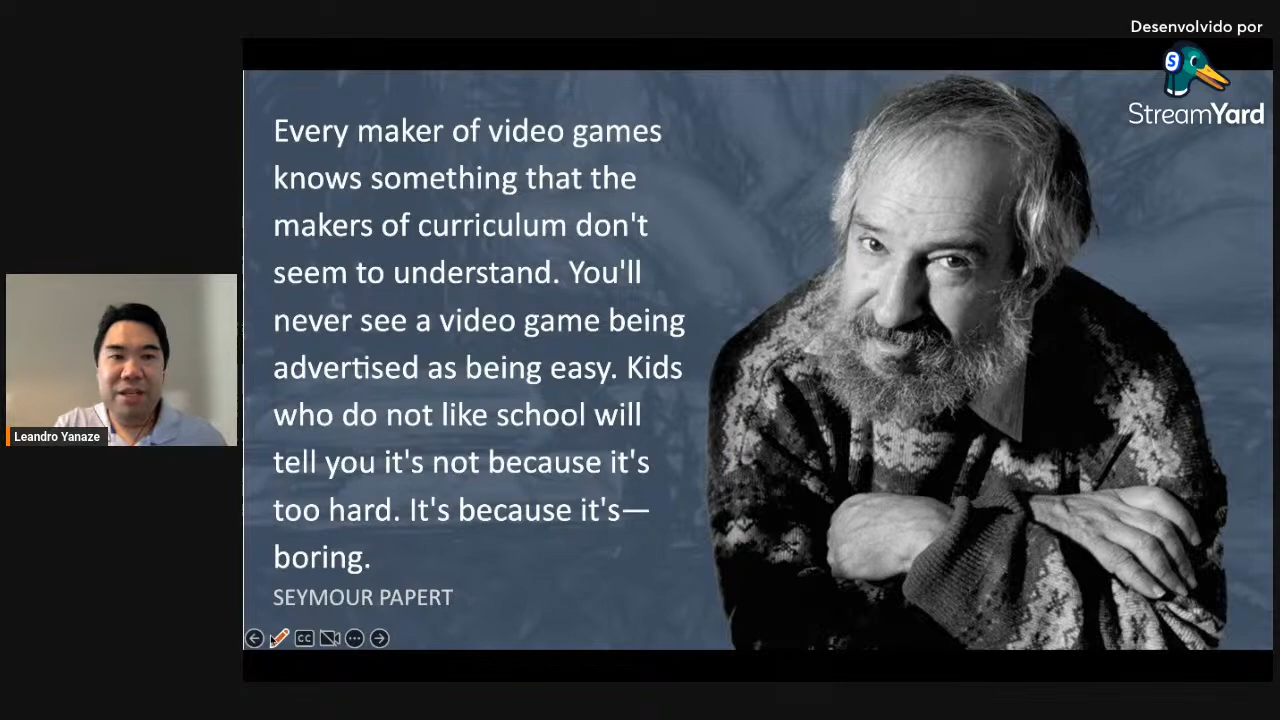 Desenvolvido por
S
StreamYard
Every maker of video games
knows something that the
makers of curriculum don't
seem to understand. You'll
never see a video game being
advertised as being easy. Kids
who do not like school will
tell you it's not because it's
too hard. It's because it's—
boring.
SEYMOUR PAPERT
Leandro Yanaze
CC